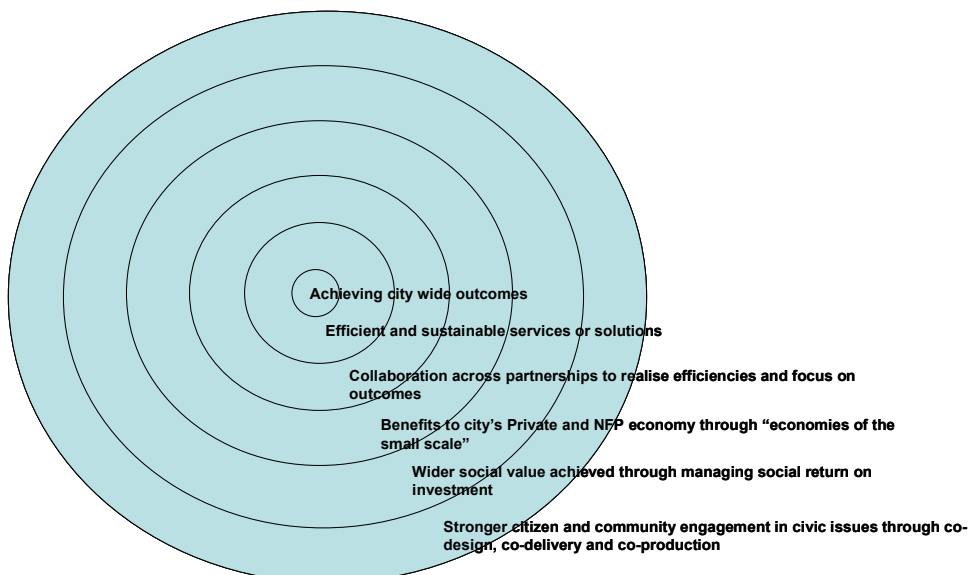 Achieving city wide outcomes
Efficient and sustainable services or solutions
Collaboration across partnerships to realise efficiencies and focus on
outcomes
Benefits to city's Private and NFP economy through “economies of the
small scale”
Wider social value achieved through managing social return on
investment
Stronger citizen and community engagement in civic issues through co-
design, co-delivery and co-production